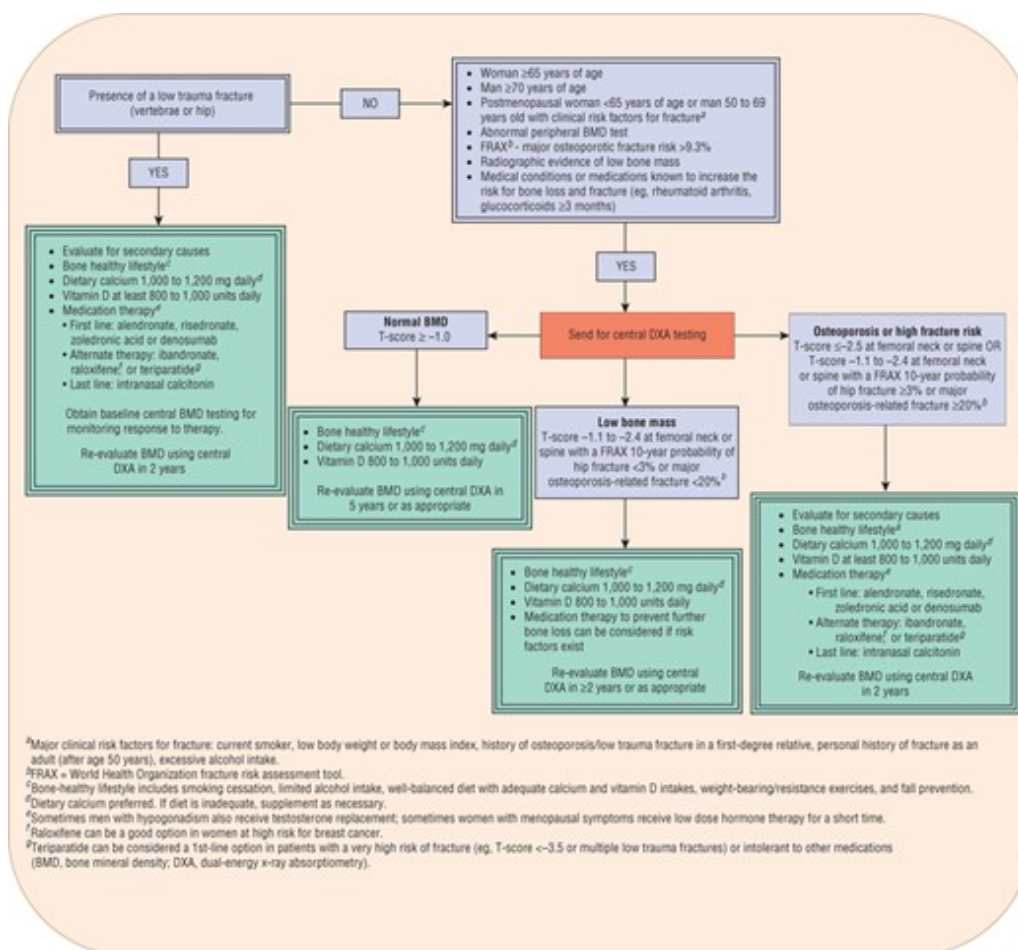 Presence of a low trauma fracture
(vertebrae or hip)
NO
• Woman ≥65 years of age
• Man ≥70 years of age
• Postmenopausal woman <65 years of age or man 50 to 69
years old with clinical risk factors for fractureᵃ
• Abnormal peripheral BMD test
• FRAXᵇ - major osteoporotic fracture risk >9.3%
• Radiographic evidence of low bone mass
• Medical conditions or medications known to increase the
risk for bone loss and fracture (eg, rheumatoid arthritis,
glucocorticoids ≥3 months)
YES
• Evaluate for secondary causes
• Bone healthy lifestyleᶜ
• Dietary calcium 1,000 to 1,200 mg dailyᵈ
• Vitamin D at least 800 to 1,000 units daily
• Medication therapyᵉ
• First line: alendronate, risedronate,
zoledronic acid or denosumab
• Alternate therapy: ibandronate,
raloxifene,ᶠ or teriparatideᵍ
• Last line: intranasal calcitonin
Obtain baseline central BMD testing for
monitoring response to therapy.
Re-evaluate BMD using central
DXA in 2 years
YES
Normal BMD
T-score ≥ –1.0
Send for central DXA testing
Osteoporosis or high fracture risk
T-score ≤–2.5 at femoral neck or spine OR
T-score –1.1 to –2.4 at femoral neck
or spine with a FRAX 10-year probability
of hip fracture ≥3% or major
osteoporosis-related fracture ≥20%ᵇ
• Bone healthy lifestyleᶜ
• Dietary calcium 1,000 to 1,200 mg dailyᵈ
• Vitamin D 800 to 1,000 units daily
Re-evaluate BMD using central DXA in
5 years or as appropriate
Low bone mass
T-score –1.1 to –2.4 at femoral neck or
spine with a FRAX 10-year probability of
hip fracture <3% or major
osteoporosis-related fracture <20%ᵇ
• Bone healthy lifestyleᶜ
• Dietary calcium 1,000 to 1,200 mg dailyᵈ
• Vitamin D 800 to 1,000 units daily
• Medication therapy to prevent further
bone loss can be considered if risk
factors exist
Re-evaluate BMD using central
DXA in ≥2 years or as appropriate
• Evaluate for secondary causes
• Bone healthy lifestyleᵃ
• Dietary calcium 1,000 to 1,200 mg dailyᵈ
• Vitamin D at least 800 to 1,000 units daily
• Medication therapyᵉ
• First line: alendronate, risedronate,
zoledronic acid or denosumab
• Alternate therapy: ibandronate,
raloxifene,ᶠ or teriparatideᵍ
• Last line: intranasal calcitonin
Re-evaluate BMD using central DXA
in 2 years
ᵃMajor clinical risk factors for fracture: current smoker, low body weight or body mass index, history of osteoporosis/low trauma fracture in a first-degree relative, personal history of fracture as an
adult (after age 50 years), excessive alcohol intake.
ᵇFRAX = World Health Organization fracture risk assessment tool.
ᶜBone-healthy lifestyle includes smoking cessation, limited alcohol intake, well-balanced diet with adequate calcium and vitamin D intakes, weight-bearing/resistance exercises, and fall prevention.
ᵈDietary calcium preferred. If diet is inadequate, supplement as necessary.
ᵉSometimes men with hypogonadism also receive testosterone replacement; sometimes women with menopausal symptoms receive low dose hormone therapy for a short time.
ᶠRaloxifene can be a good option in women at high risk for breast cancer.
ᵍTeriparatide can be considered a 1st-line option in patients with a very high risk of fracture (eg, T-score <–3.5 or multiple low trauma fractures) or intolerant to other medications
(BMD, bone mineral density; DXA, dual-energy x-ray absorptiometry).